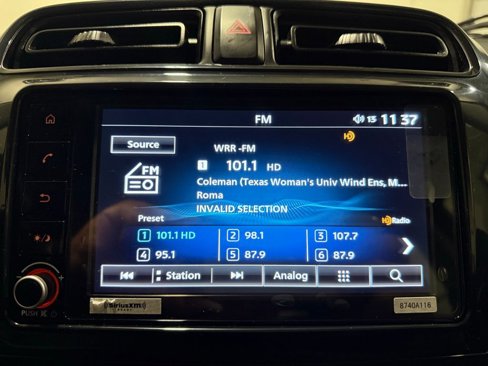 FM
13 11 37
Source
WRR -FM
FM
1 101.1 HD
Coleman (Texas Woman's Univ Wind Ens, M...
Roma
INVALID SELECTION
Preset
HD Radio
1 101.1 HD 2 98.1 3 107.7
4 95.1 5 87.9 6 87.9
Station Analog
PUSH
SiriusXM
READY
8740A116